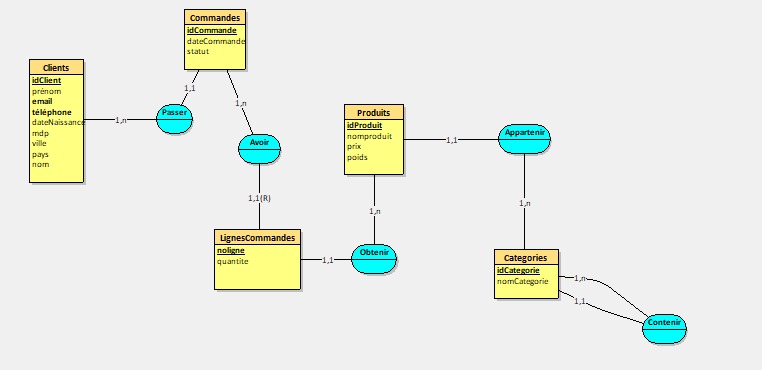 Commandes
idCommande
dateCommande
statut
Clients
idClient
prénom
email
téléphone
dateNaissance
mdp
ville
pays
nom
1,n
Passer
1,1
1,n
Avoir
1,1(R)
LignesCommandes
noligne
quantite
1,1
Obtenir
1,n
Produits
idProduit
nomproduit
prix
poids
1,1
Appartenir
1,n
Categories
idCategorie
nomCategorie
1,n
1,1
Contenir